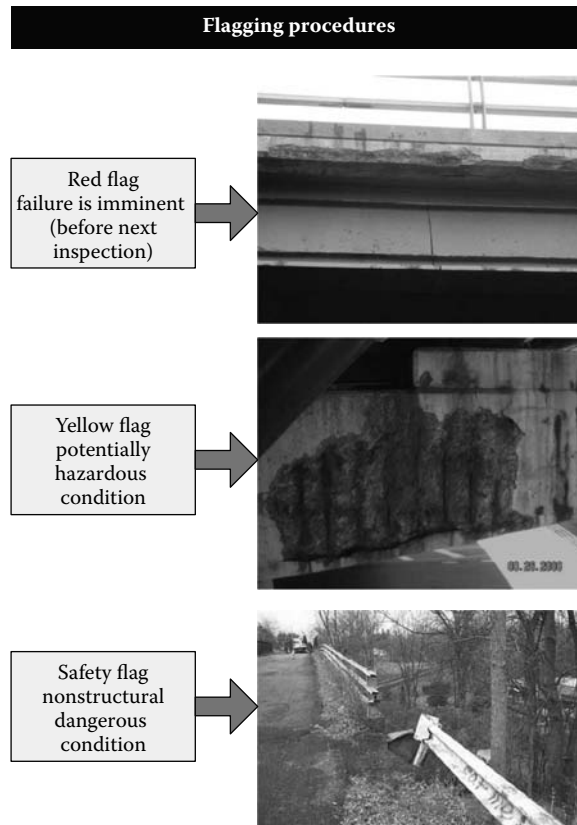 Flagging procedures
Red flag
failure is imminent
(before next
inspection)
Yellow flag
potentially
hazardous
condition
Safety flag
nonstructural
dangerous
condition